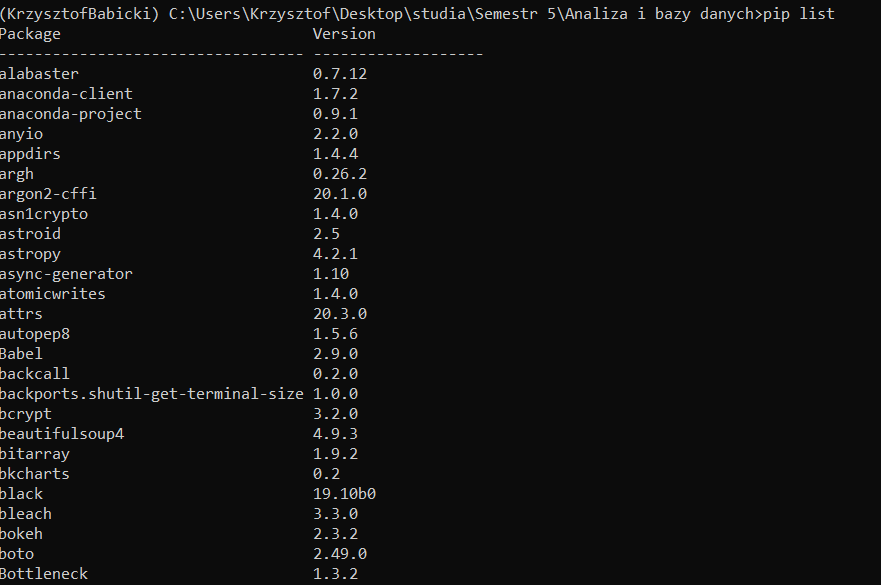 (KrzysztofBabicki) C:\Users\Krzysztof\Desktop\studia\Semestr 5\Analiza i bazy danych>pip list
Package                            Version
---------------------------------- -------------------
alabaster                          0.7.12
anaconda-client                    1.7.2
anaconda-project                   0.9.1
anyio                              2.2.0
appdirs                            1.4.4
argh                               0.26.2
argon2-cffi                        20.1.0
asn1crypto                         1.4.0
astroid                            2.5
astropy                            4.2.1
async-generator                    1.10
atomicwrites                       1.4.0
attrs                              20.3.0
autopep8                           1.5.6
Babel                              2.9.0
backcall                           0.2.0
backports.shutil-get-terminal-size 1.0.0
bcrypt                             3.2.0
beautifulsoup4                     4.9.3
bitarray                           1.9.2
bkcharts                           0.2
black                              19.10b0
bleach                             3.3.0
bokeh                              2.3.2
boto                               2.49.0
Bottleneck                         1.3.2